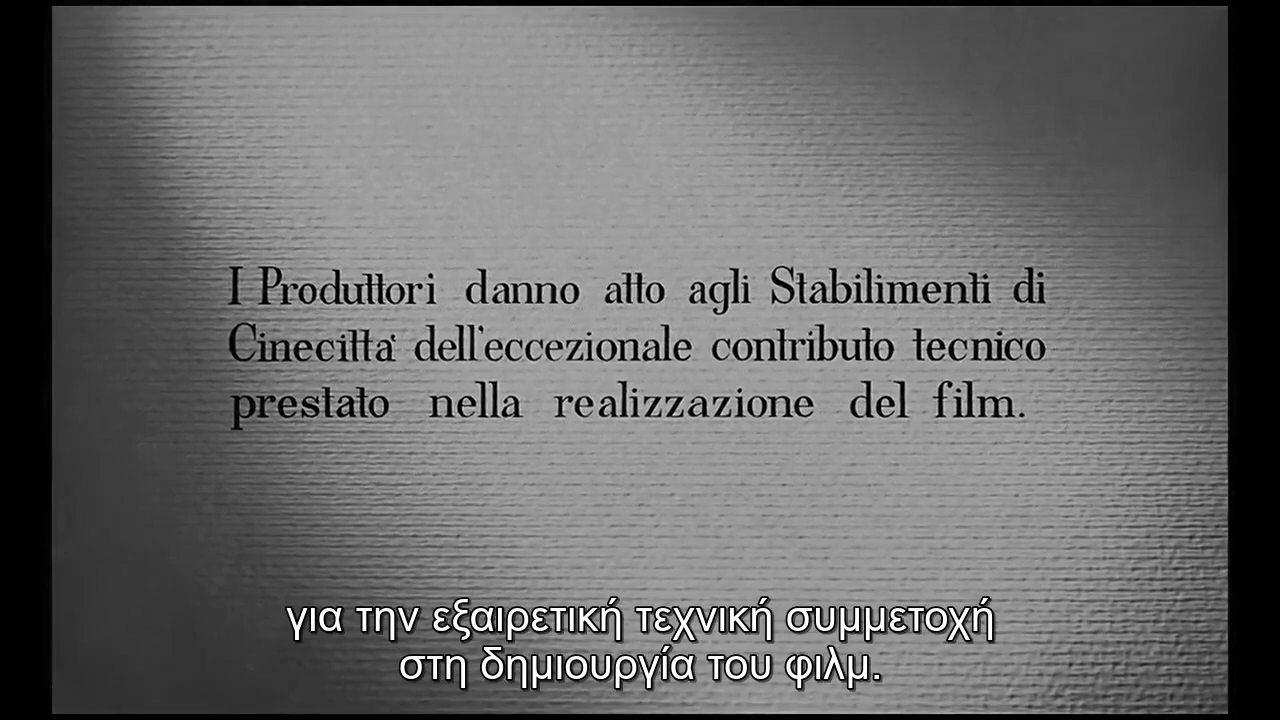 I Produttori danno atto agli Stabilimenti di
Cinecittà dell'eccezionale contributo tecnico
prestato nella realizzazione del film.
για την εξαιρετική τεχνική συμμετοχή
στη δημιουργία του φιλμ.